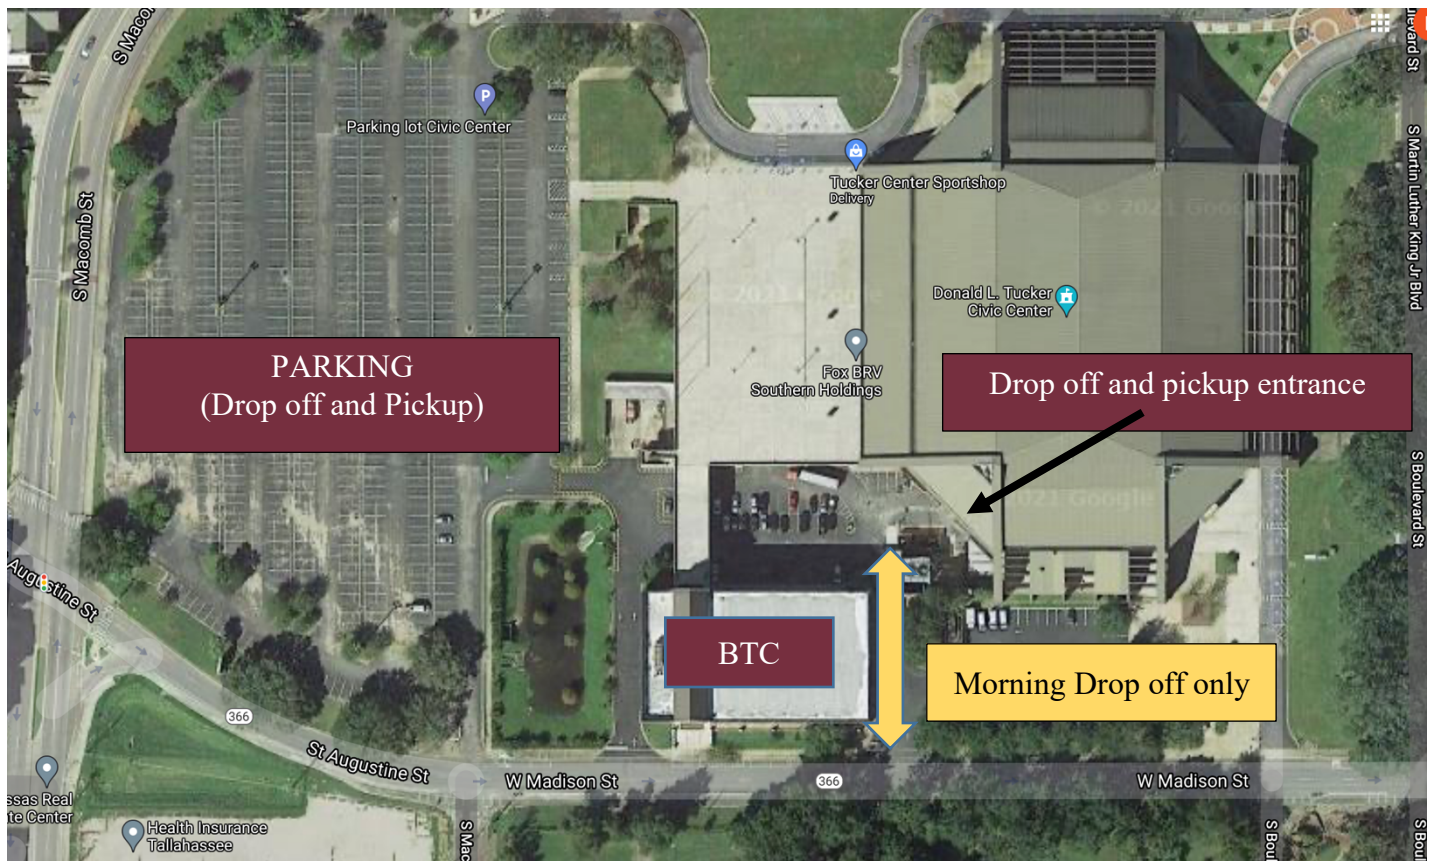 S Macomb St
S Macomb St
P
Parking lot Civic Center
Tucker Center Sportshop
Delivery
S Martin Luther King Jr Blvd
Donald L. Tucker
Civic Center
Fox BRV
Southern Holdings
PARKING
(Drop off and Pickup)
Drop off and pickup entrance
S Boulevard St
BTC
Morning Drop off only
Augustine St
366
St Augustine St
W Madison St
366
W Madison St
Health Insurance
Tallahassee